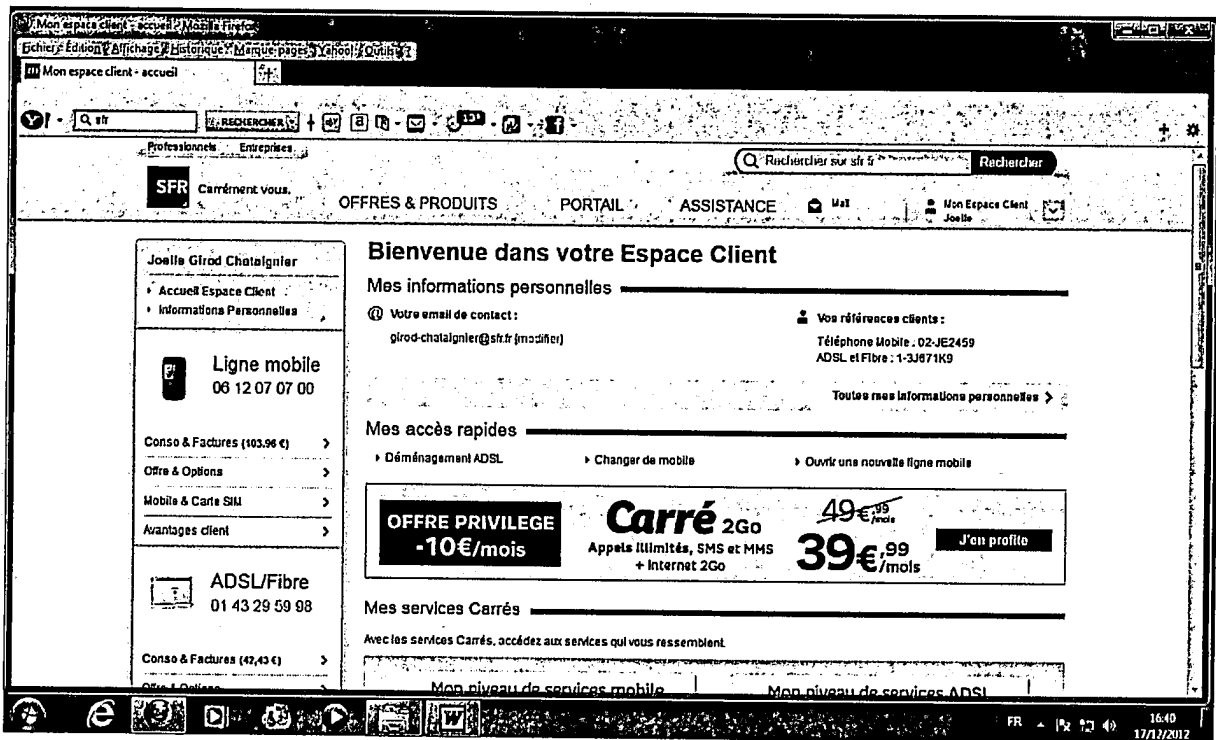 Mon espace client - accueil - Mozilla Firefox
Fichier Édition Affichage Historique Marque-pages Yahoo! Outils ?
Mon espace client - accueil
sfr
RECHERCHER
Professionnels Entreprises
Rechercher sur sfr.fr
Rechercher
SFR Carrément vous.
OFFRES & PRODUITS PORTAIL ASSISTANCE Mail Mon Espace Client
Joelle
Joelle Girod Chataignier
Accueil Espace Client
Informations Personnelles
Ligne mobile
06 12 07 07 00
Conso & Factures (103.96 €)
Offre & Options
Mobile & Carte SIM
Avantages client
ADSL/Fibre
01 43 29 59 98
Conso & Factures (42,43 €)
Offre & Options
Bienvenue dans votre Espace Client
Mes informations personnelles
Votre email de contact :
girod-chataignier@sfr.fr (modifier)
Vos références clients :
Téléphone Mobile : 02-JE2459
ADSL et Fibre : 1-3J671K9
Toutes mes informations personnelles
Mes accès rapides
Déménagement ADSL Changer de mobile Ouvrir une nouvelle ligne mobile
OFFRE PRIVILEGE
-10€/mois
Carré 2Go
Appels illimités, SMS et MMS
+ Internet 2Go
49€,99/mois
39€,99/mois
J'en profite
Mes services Carrés
Avec les services Carrés, accédez aux services qui vous ressemblent.
Mon niveau de services mobile Mon niveau de services ADSL
FR 16:40
17/12/2012